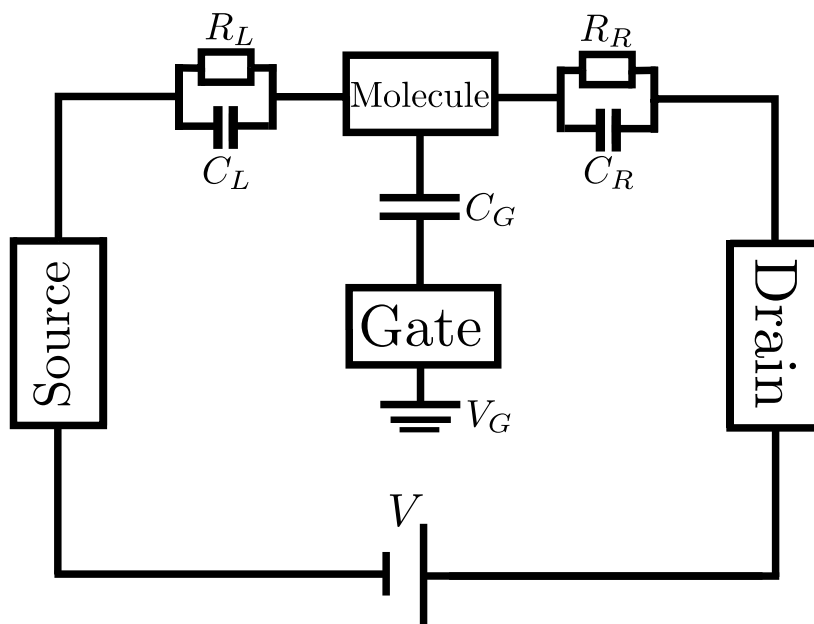 R_L
R_R
Molecule
C_L
C_R
C_G
Source
Gate
Drain
V_G
V